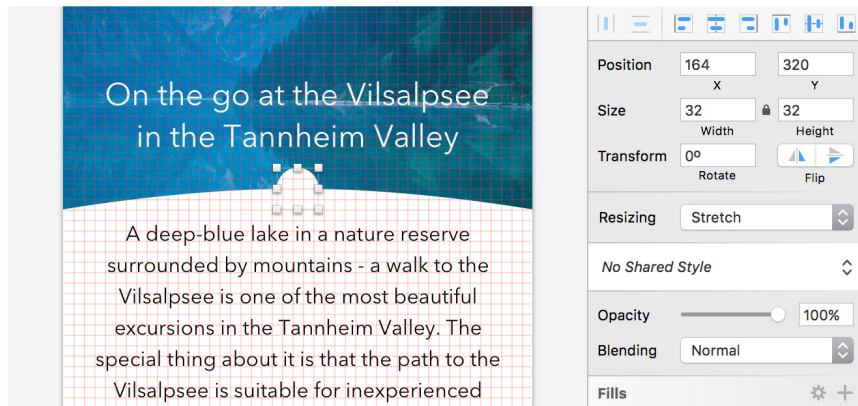 On the go at the Vilsalpsee
in the Tannheim Valley
A deep-blue lake in a nature reserve
surrounded by mountains - a walk to the
Vilsalpsee is one of the most beautiful
excursions in the Tannheim Valley. The
special thing about it is that the path to the
Vilsalpsee is suitable for inexperienced
Position 164 320
X Y
Size 32 32
Width Height
Transform 0º
Rotate Flip
Resizing Stretch
No Shared Style
Opacity 100%
Blending Normal
Fills